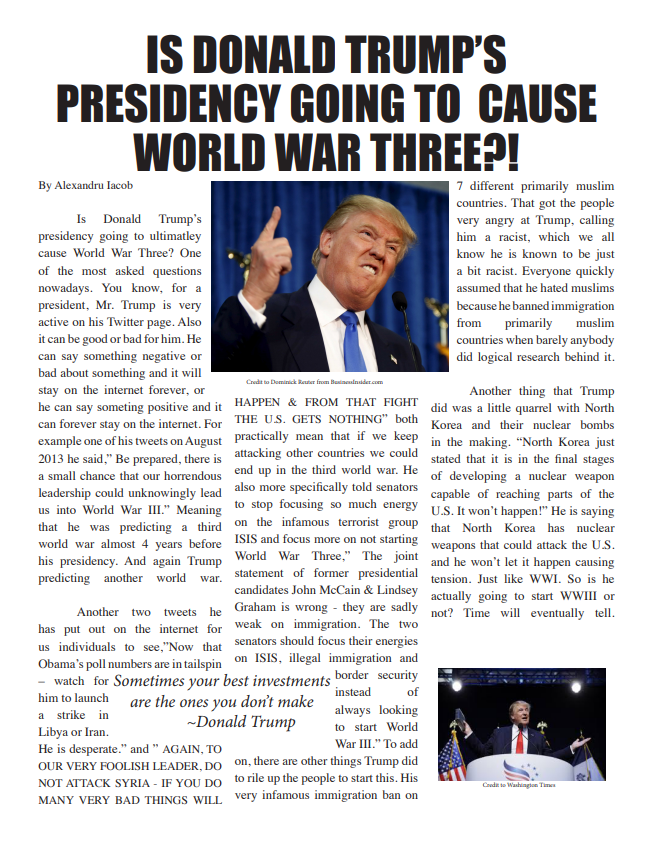 IS DONALD TRUMP'S
PRESIDENCY GOING TO CAUSE
WORLD WAR THREE?!
By Alexandru Iacob
Is Donald Trump's
presidency going to ultimatley
cause World War Three? One
of the most asked questions
nowadays. You know, for a
president, Mr. Trump is very
active on his Twitter page. Also
it can be good or bad for him. He
can say something negative or
bad about something and it will
stay on the internet forever, or
he can say someting positive and it
can forever stay on the internet. For
example one of his tweets on August
2013 he said," Be prepared, there is
a small chance that our horrendous
leadership could unknowingly lead
us into World War III." Meaning
that he was predicting a third
world war almost 4 years before
his presidency. And again Trump
predicting another world war.
Another two tweets he
has put out on the internet for
us individuals to see,"Now that
Obama's poll numbers are in tailspin
– watch for
him to launch
a strike in
Libya or Iran.
He is desperate." and " AGAIN, TO
OUR VERY FOOLISH LEADER, DO
NOT ATTACK SYRIA - IF YOU DO
MANY VERY BAD THINGS WILL
Sometimes your best investments
are the ones you don't make
~Donald Trump
Credit to Dominick Reuter from BusinessInsider.com
HAPPEN & FROM THAT FIGHT
THE U.S. GETS NOTHING" both
practically mean that if we keep
attacking other countries we could
end up in the third world war. He
also more specifically told senators
to stop focusing so much energy
on the infamous terrorist group
ISIS and focus more on not starting
World War Three," The joint
statement of former presidential
candidates John McCain & Lindsey
Graham is wrong - they are sadly
weak on immigration. The two
senators should focus their energies
on ISIS, illegal immigration and
border security
instead of
always looking
to start World
War III." To add
on, there are other things Trump did
to rile up the people to start this. His
very infamous immigration ban on
7 different primarily muslim
countries. That got the people
very angry at Trump, calling
him a racist, which we all
know he is known to be just
a bit racist. Everyone quickly
assumed that he hated muslims
because he banned immigration
from primarily muslim
countries when barely anybody
did logical research behind it.
Another thing that Trump
did was a little quarrel with North
Korea and their nuclear bombs
in the making. "North Korea just
stated that it is in the final stages
of developing a nuclear weapon
capable of reaching parts of the
U.S. It won't happen!" He is saying
that North Korea has nuclear
weapons that could attack the U.S.
and he won't let it happen causing
tension. Just like WWI. So is he
actually going to start WWIII or
not? Time will eventually tell.
Credit to Washington Times